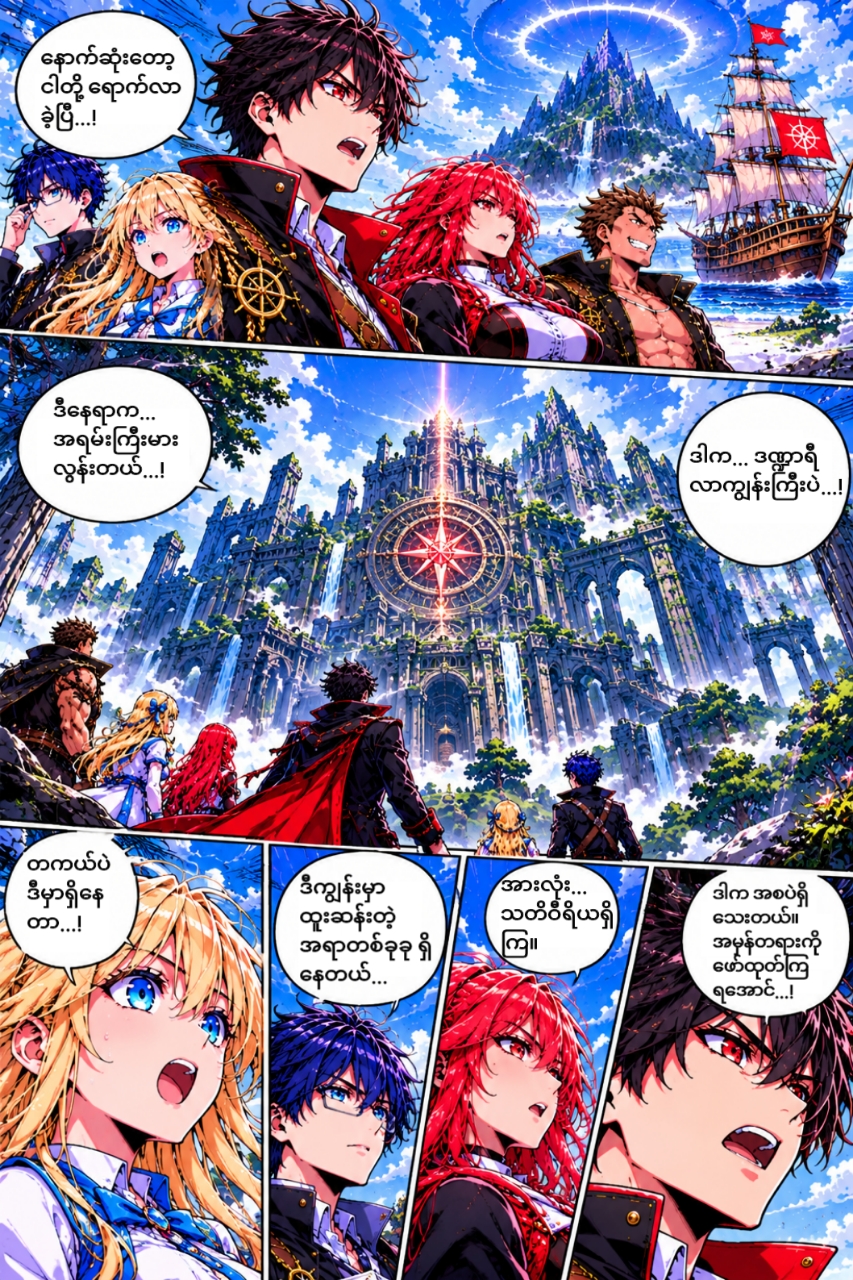 နောက်ဆုံးတော့
ငါတို့ ရောက်လာ
ခဲ့ပြီ...!
ဒီနေရာက...
အရမ်းကြီးမား
လွန်းတယ်...!
ဒါက... ဒဏ္ဍာရီ
လာကျွန်းကြီးပဲ...!
တကယ်ပဲ
ဒီမှာရှိနေ
တာ...!
ဒီကျွန်းမှာ
ထူးဆန်းတဲ့
အရာတစ်ခုခု ရှိ
နေတယ်...
အားလုံး...
သတိဝီရိယရှိ
ကြ။
ဒါက အစပဲရှိ
သေးတယ်။
အမှန်တရားကို
ဖော်ထုတ်ကြ
ရအောင်...!